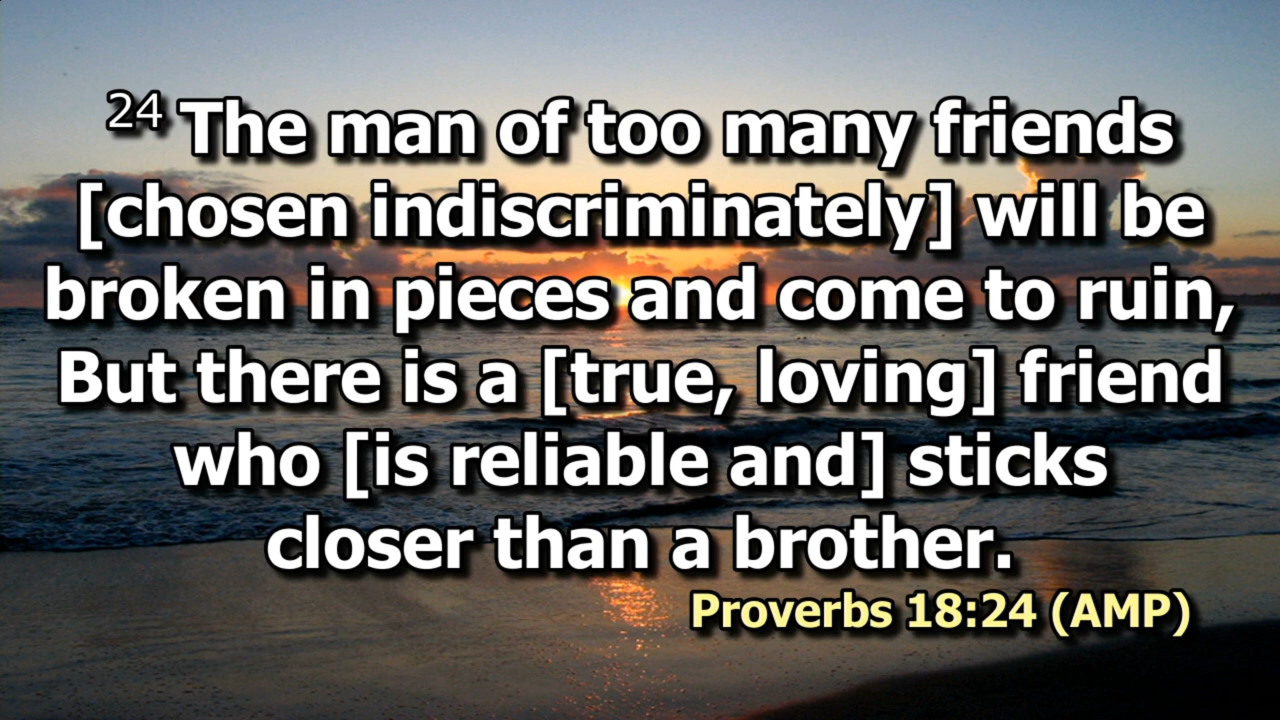 24 The man of too many friends
[chosen indiscriminately] will be
broken in pieces and come to ruin,
But there is a [true, loving] friend
who [is reliable and] sticks
closer than a brother.
Proverbs 18:24 (AMP)